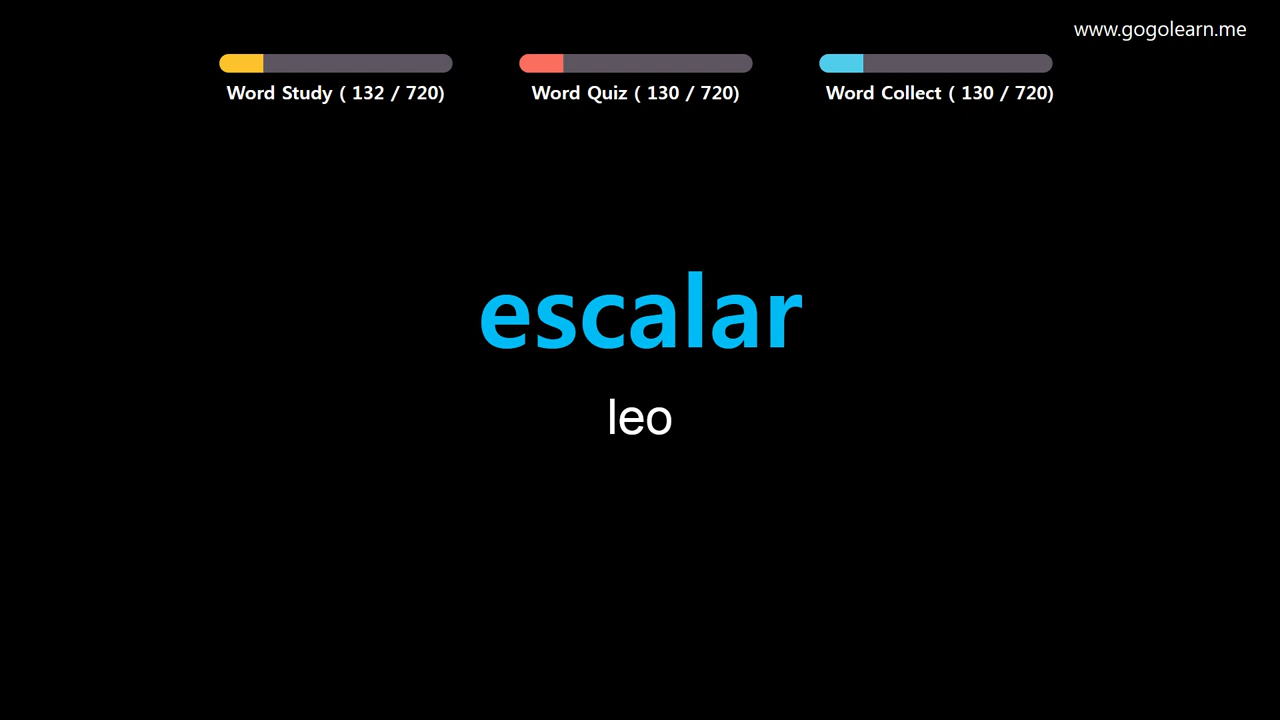 www.gogolearn.me
Word Study ( 132 / 720)
Word Quiz ( 130 / 720)
Word Collect ( 130 / 720)
escalar
leo